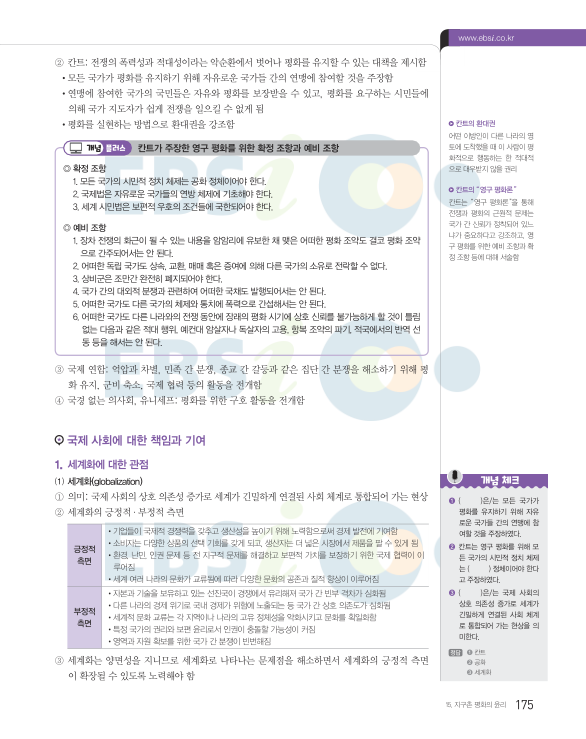 www.ebsi.co.kr
② 칸트: 전쟁의 폭력성과 적대성이라는 악순환에서 벗어나 평화를 유지할 수 있는 대책을 제시함
• 모든 국가가 평화를 유지하기 위해 자유로운 국가들 간의 연맹에 참여할 것을 주장함
• 연맹에 참여한 국가의 국민들은 자유와 평화를 보장받을 수 있고, 평화를 요구하는 시민들에
의해 국가 지도자가 쉽게 전쟁을 일으킬 수 없게 됨
• 평화를 실현하는 방법으로 환대권을 강조함
개념 플러스 칸트가 주장한 영구 평화를 위한 확정 조항과 예비 조항
◎ 확정 조항
1. 모든 국가의 시민적 정치 체제는 공화 정체이어야 한다.
2. 국제법은 자유로운 국가들의 연방 체제에 기초해야 한다.
3. 세계 시민법은 보편적 우호의 조건들에 국한되어야 한다.
◎ 예비 조항
1. 장차 전쟁의 화근이 될 수 있는 내용을 암암리에 유보한 채 맺은 어떠한 평화 조약도 결코 평화 조약
으로 간주되어서는 안 된다.
2. 어떠한 독립 국가도 상속, 교환, 매매 혹은 증여에 의해 다른 국가의 소유로 전락할 수 없다.
3. 상비군은 조만간 완전히 폐지되어야 한다.
4. 국가 간의 대외적 분쟁과 관련하여 어떠한 국채도 발행되어서는 안 된다.
5. 어떠한 국가도 다른 국가의 체제와 통치에 폭력으로 간섭해서는 안 된다.
6. 어떠한 국가도 다른 나라와의 전쟁 동안에 장래의 평화 시기에 상호 신뢰를 불가능하게 할 것이 틀림
없는 다음과 같은 적대 행위, 예컨대 암살자나 독살자의 고용, 항복 조약의 파기, 적국에서의 반역 선
동 등을 해서는 안 된다.
③ 국제 연합: 억압과 차별, 민족 간 분쟁, 종교 간 갈등과 같은 집단 간 분쟁을 해소하기 위해 평
화 유지, 군비 축소, 국제 협력 등의 활동을 전개함
④ 국경 없는 의사회, 유니세프: 평화를 위한 구호 활동을 전개함
국제 사회에 대한 책임과 기여
1. 세계화에 대한 관점
(1) 세계화(globalization)
① 의미: 국제 사회의 상호 의존성 증가로 세계가 긴밀하게 연결된 사회 체계로 통합되어 가는 현상
② 세계화의 긍정적·부정적 측면
긍정적
측면
• 기업들이 국제적 경쟁력을 갖추고 생산성을 높이기 위해 노력함으로써 경제 발전에 기여함
• 소비자는 다양한 상품의 선택 기회를 갖게 되고, 생산자는 더 넓은 시장에서 제품을 팔 수 있게 됨
• 환경, 난민, 인권 문제 등 전 지구적 문제를 해결하고 보편적 가치를 보장하기 위한 국제 협력이 이
루어짐
• 세계 여러 나라의 문화가 교류됨에 따라 다양한 문화의 공존과 질적 향상이 이루어짐
부정적
측면
• 자본과 기술을 보유하고 있는 선진국이 경쟁에서 유리해져 국가 간 빈부 격차가 심화됨
• 다른 나라의 경제 위기로 국내 경제가 위험에 노출되는 등 국가 간 상호 의존도가 심화됨
• 세계적 문화 교류는 각 지역이나 나라의 고유 정체성을 약화시키고 문화를 획일화함
• 특정 국가의 권리와 보편 윤리로서 인권이 충돌할 가능성이 커짐
• 영역과 자원 확보를 위한 국가 간 분쟁이 빈번해짐
③ 세계화는 양면성을 지니므로 세계화로 나타나는 문제점을 해소하면서 세계화의 긍정적 측면
이 확장될 수 있도록 노력해야 함
칸트의 환대권
어떤 이방인이 다른 나라의 영
토에 도착했을 때 이 사람이 평
화적으로 행동하는 한 적대적
으로 대우받지 않을 권리
칸트의 "영구 평화론"
칸트는 "영구 평화론"을 통해
전쟁과 평화의 근원적 문제는
국가 간 신뢰가 정착되어 있느
냐가 중요하다고 강조하고, 영
구 평화를 위한 예비 조항과 확
정 조항 등에 대해 서술함
개념 체크
❶ ( )은/는 모든 국가가
평화를 유지하기 위해 자유
로운 국가들 간의 연맹에 참
여할 것을 주장하였다.
❷ 칸트는 영구 평화를 위해 모
든 국가의 시민적 정치 체제
는 ( ) 정체이어야 한다
고 주장하였다.
❸ ( )은/는 국제 사회의
상호 의존성 증가로 세계가
긴밀하게 연결된 사회 체계
로 통합되어 가는 현상을 의
미한다.
정답 ❶ 칸트
❷ 공화
❸ 세계화
15. 지구촌 평화의 윤리 175